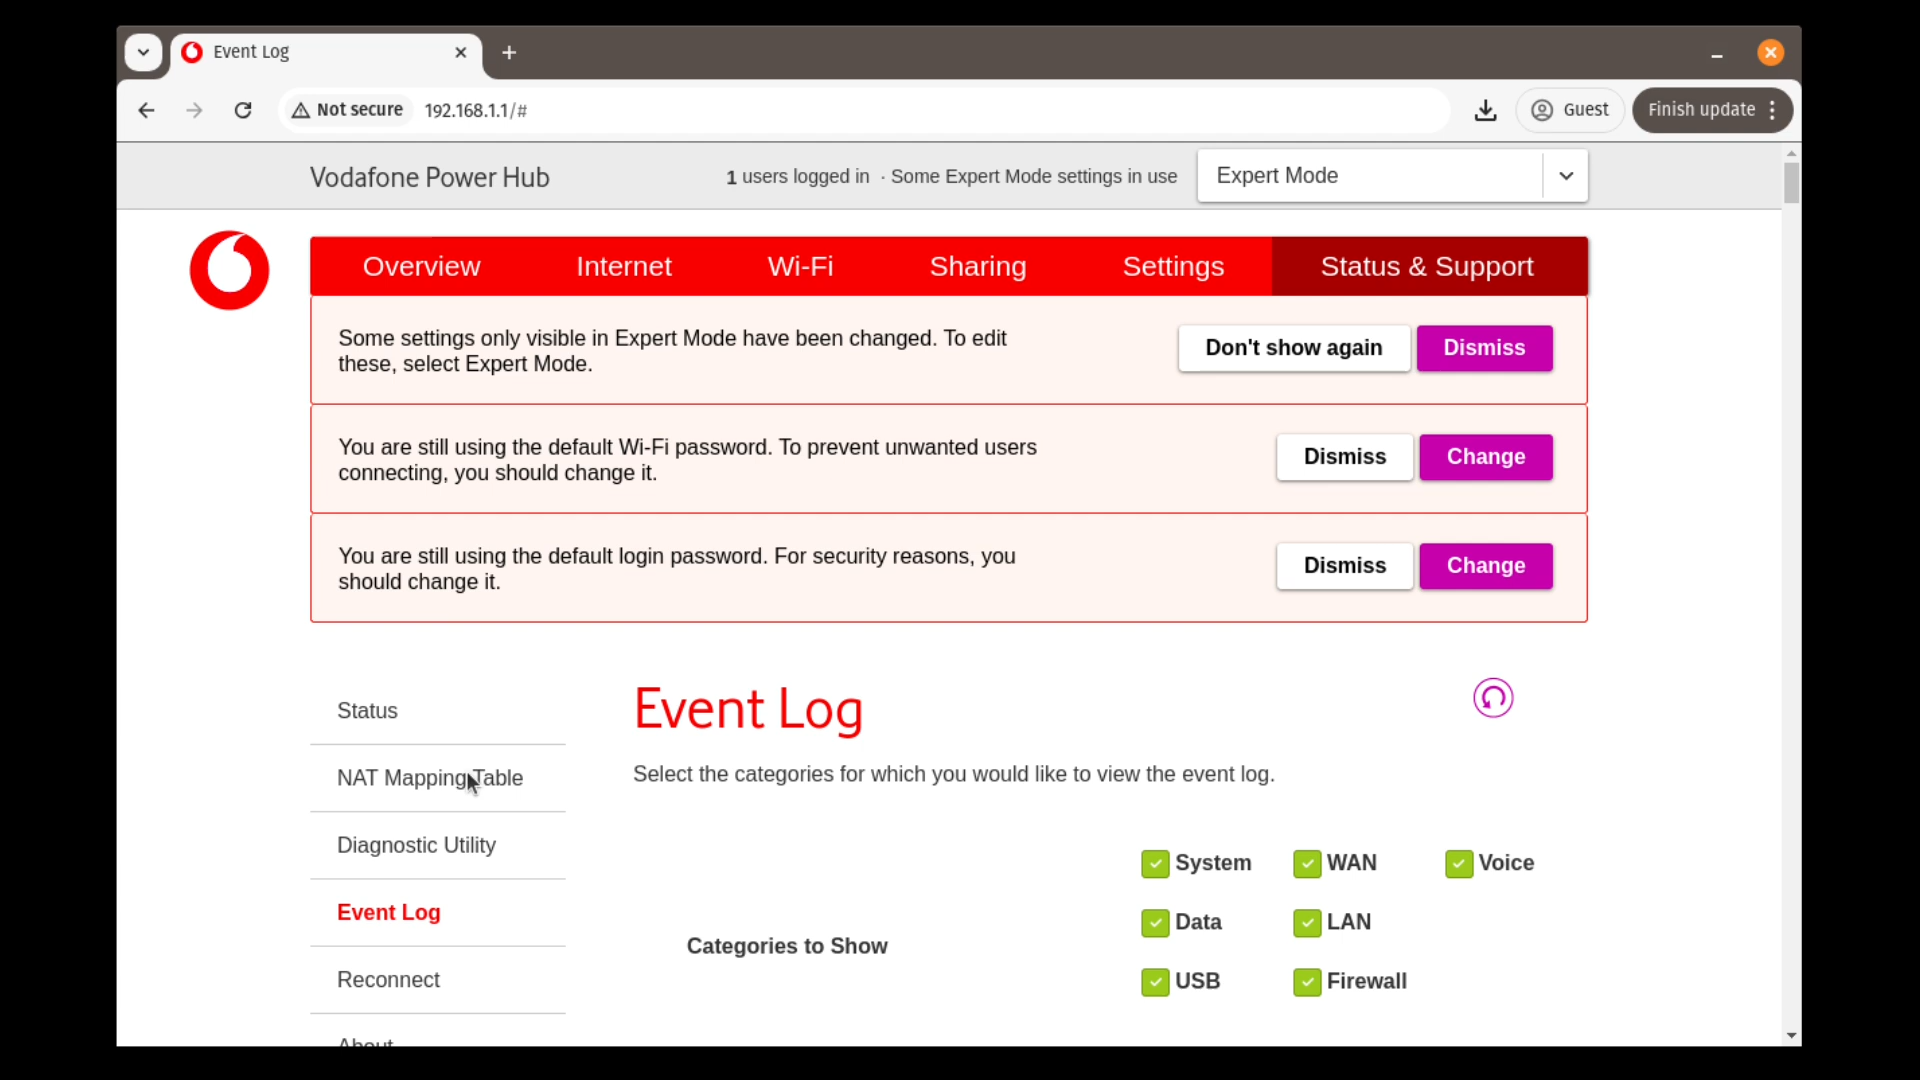 Event Log
Not secure 192.168.1.1/# Guest Finish update
Vodafone Power Hub 1 users logged in · Some Expert Mode settings in use Expert Mode
Overview Internet Wi-Fi Sharing Settings Status & Support
Some settings only visible in Expert Mode have been changed. To edit
these, select Expert Mode.
Don't show again Dismiss
You are still using the default Wi-Fi password. To prevent unwanted users
connecting, you should change it.
Dismiss Change
You are still using the default login password. For security reasons, you
should change it.
Dismiss Change
Status
NAT Mapping Table
Diagnostic Utility
Event Log
Reconnect
About
Event Log
Select the categories for which you would like to view the event log.
Categories to Show
System WAN Voice
Data LAN
USB Firewall